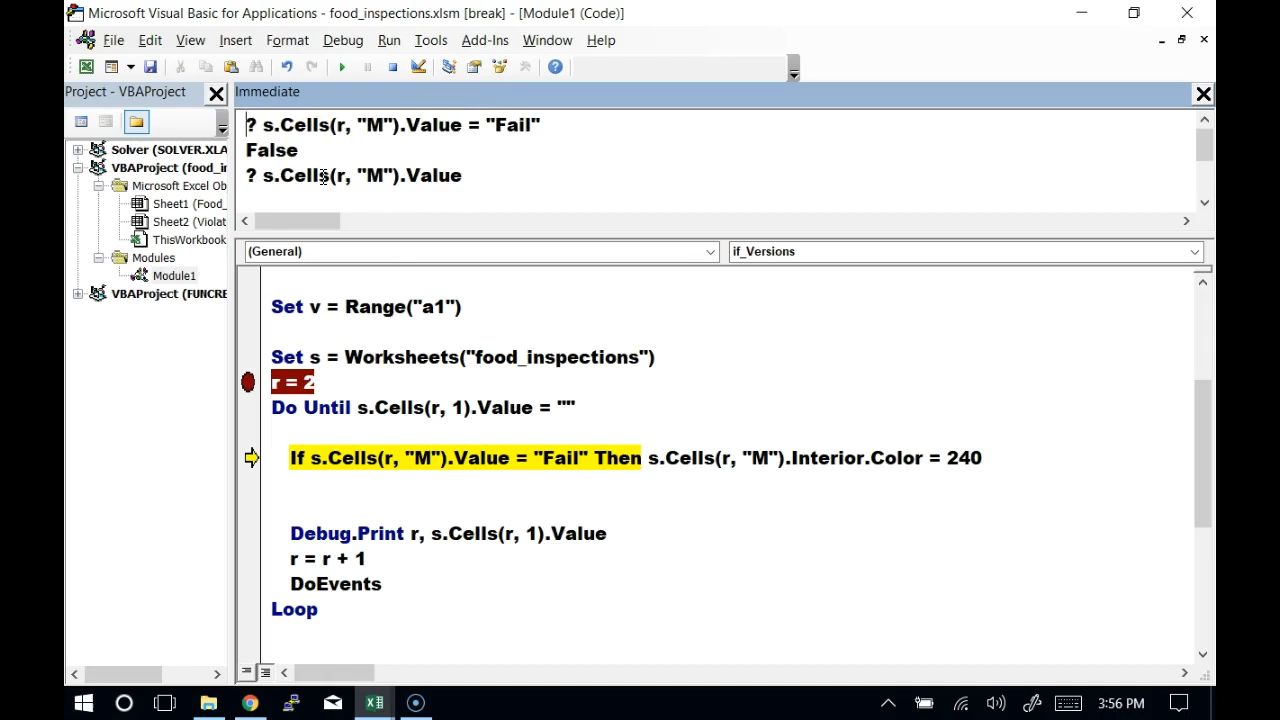 Microsoft Visual Basic for Applications - food_inspections.xlsm [break] - [Module1 (Code)]
File Edit View Insert Format Debug Run Tools Add-Ins Window Help
Project - VBAProject
Solver (SOLVER.XLA
VBAProject (food_ir
Microsoft Excel Ob
Sheet1 (Food_
Sheet2 (Violat
ThisWorkbook
Modules
Module1
VBAProject (FUNCRE
Immediate
? s.Cells(r, "M").Value = "Fail"
False
? s.Cells(r, "M").Value
(General) if_Versions
Set v = Range("a1")
Set s = Worksheets("food_inspections")
r = 2
Do Until s.Cells(r, 1).Value = ""
If s.Cells(r, "M").Value = "Fail" Then s.Cells(r, "M").Interior.Color = 240
Debug.Print r, s.Cells(r, 1).Value
r = r + 1
DoEvents
Loop
3:56 PM